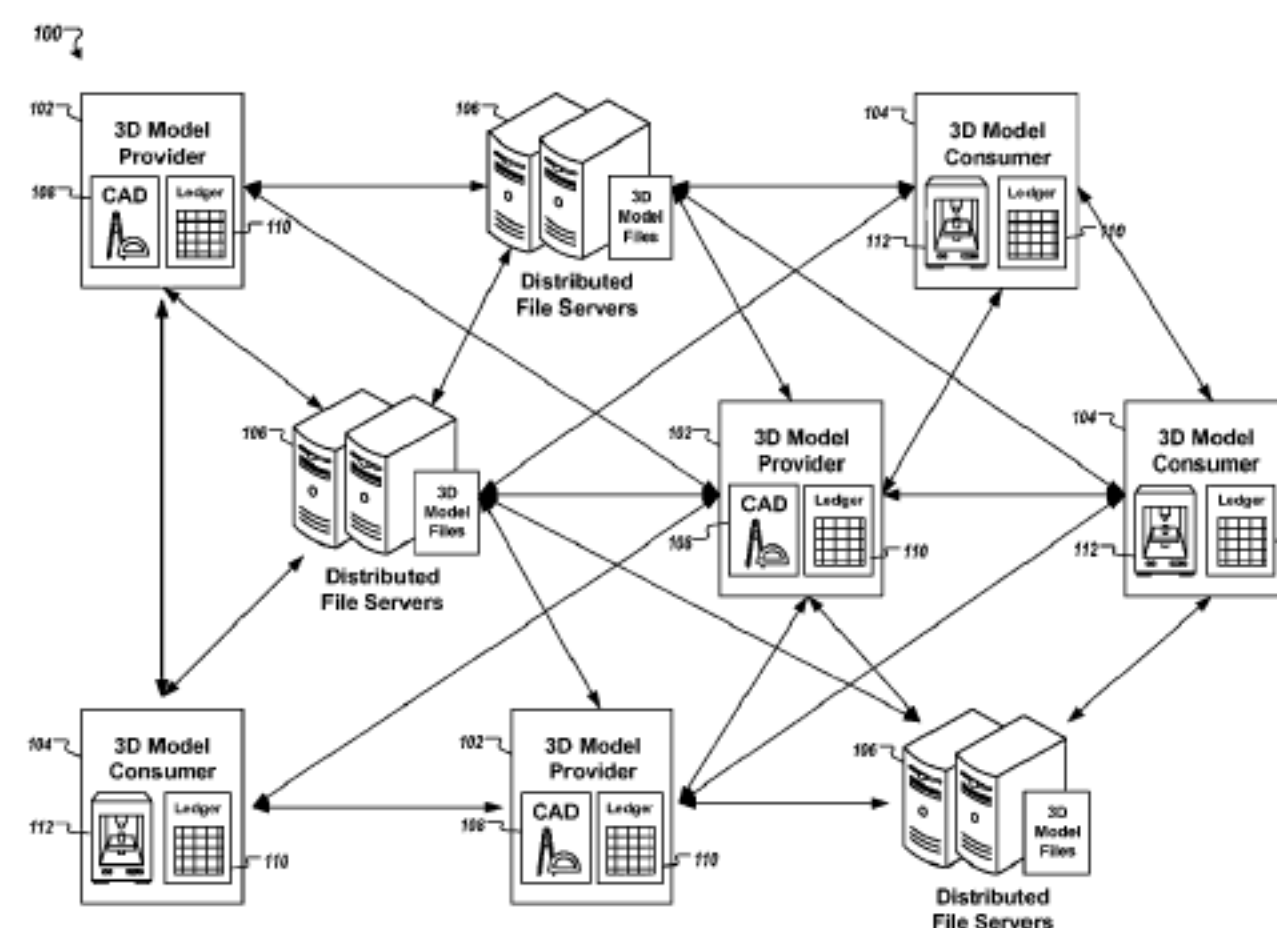 100
102
3D Model
Provider
108
CAD
Ledger
110
106
3D
Model
Files
Distributed
File Servers
104
3D Model
Consumer
112
Ledger
110
106
3D
Model
Files
Distributed
File Servers
102
3D Model
Provider
108
CAD
Ledger
110
104
3D Model
Consumer
112
Ledger
104
3D Model
Consumer
112
Ledger
110
102
3D Model
Provider
108
CAD
Ledger
110
106
3D
Model
Files
Distributed
File Servers